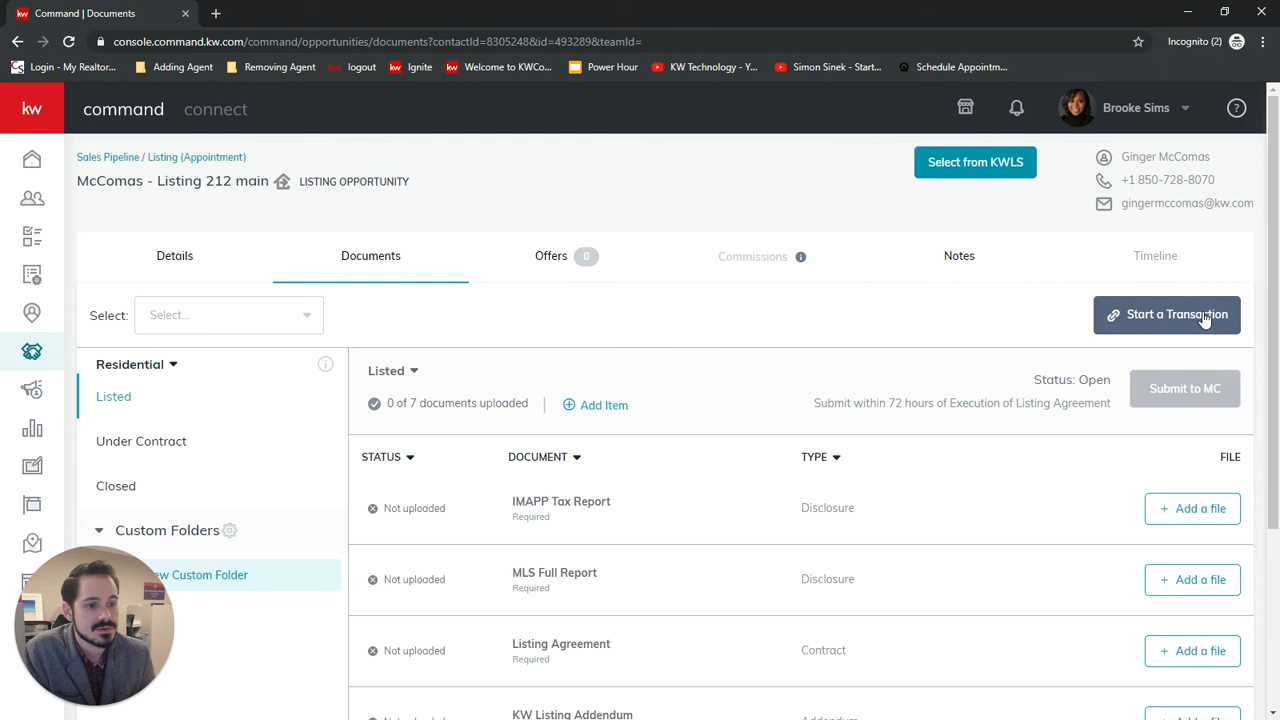 kw Command | Documents
console.command.kw.com/command/opportunities/documents?contactId=8305248&id=493289&teamId=
Incognito (2)
Login - My Realtor...
Adding Agent
Removing Agent
logout
kw Ignite
kw Welcome to KWCo...
Power Hour
KW Technology - Y...
Simon Sinek - Start...
Schedule Appointm...
kw
command connect
Brooke Sims
Sales Pipeline / Listing (Appointment)
McComas - Listing 212 main LISTING OPPORTUNITY
Select from KWLS
Ginger McComas
+1 850-728-8070
gingermccomas@kw.com
Details
Documents
Offers 0
Commissions
Notes
Timeline
Select: Select...
Start a Transaction
Residential
Listed
Under Contract
Closed
Custom Folders
ew Custom Folder
Listed
0 of 7 documents uploaded
Add Item
Status: Open
Submit within 72 hours of Execution of Listing Agreement
Submit to MC
STATUS DOCUMENT TYPE FILE
Not uploaded
IMAPP Tax Report
Required
Disclosure
+ Add a file
Not uploaded
MLS Full Report
Required
Disclosure
+ Add a file
Not uploaded
Listing Agreement
Required
Contract
+ Add a file
KW Listing Addendum